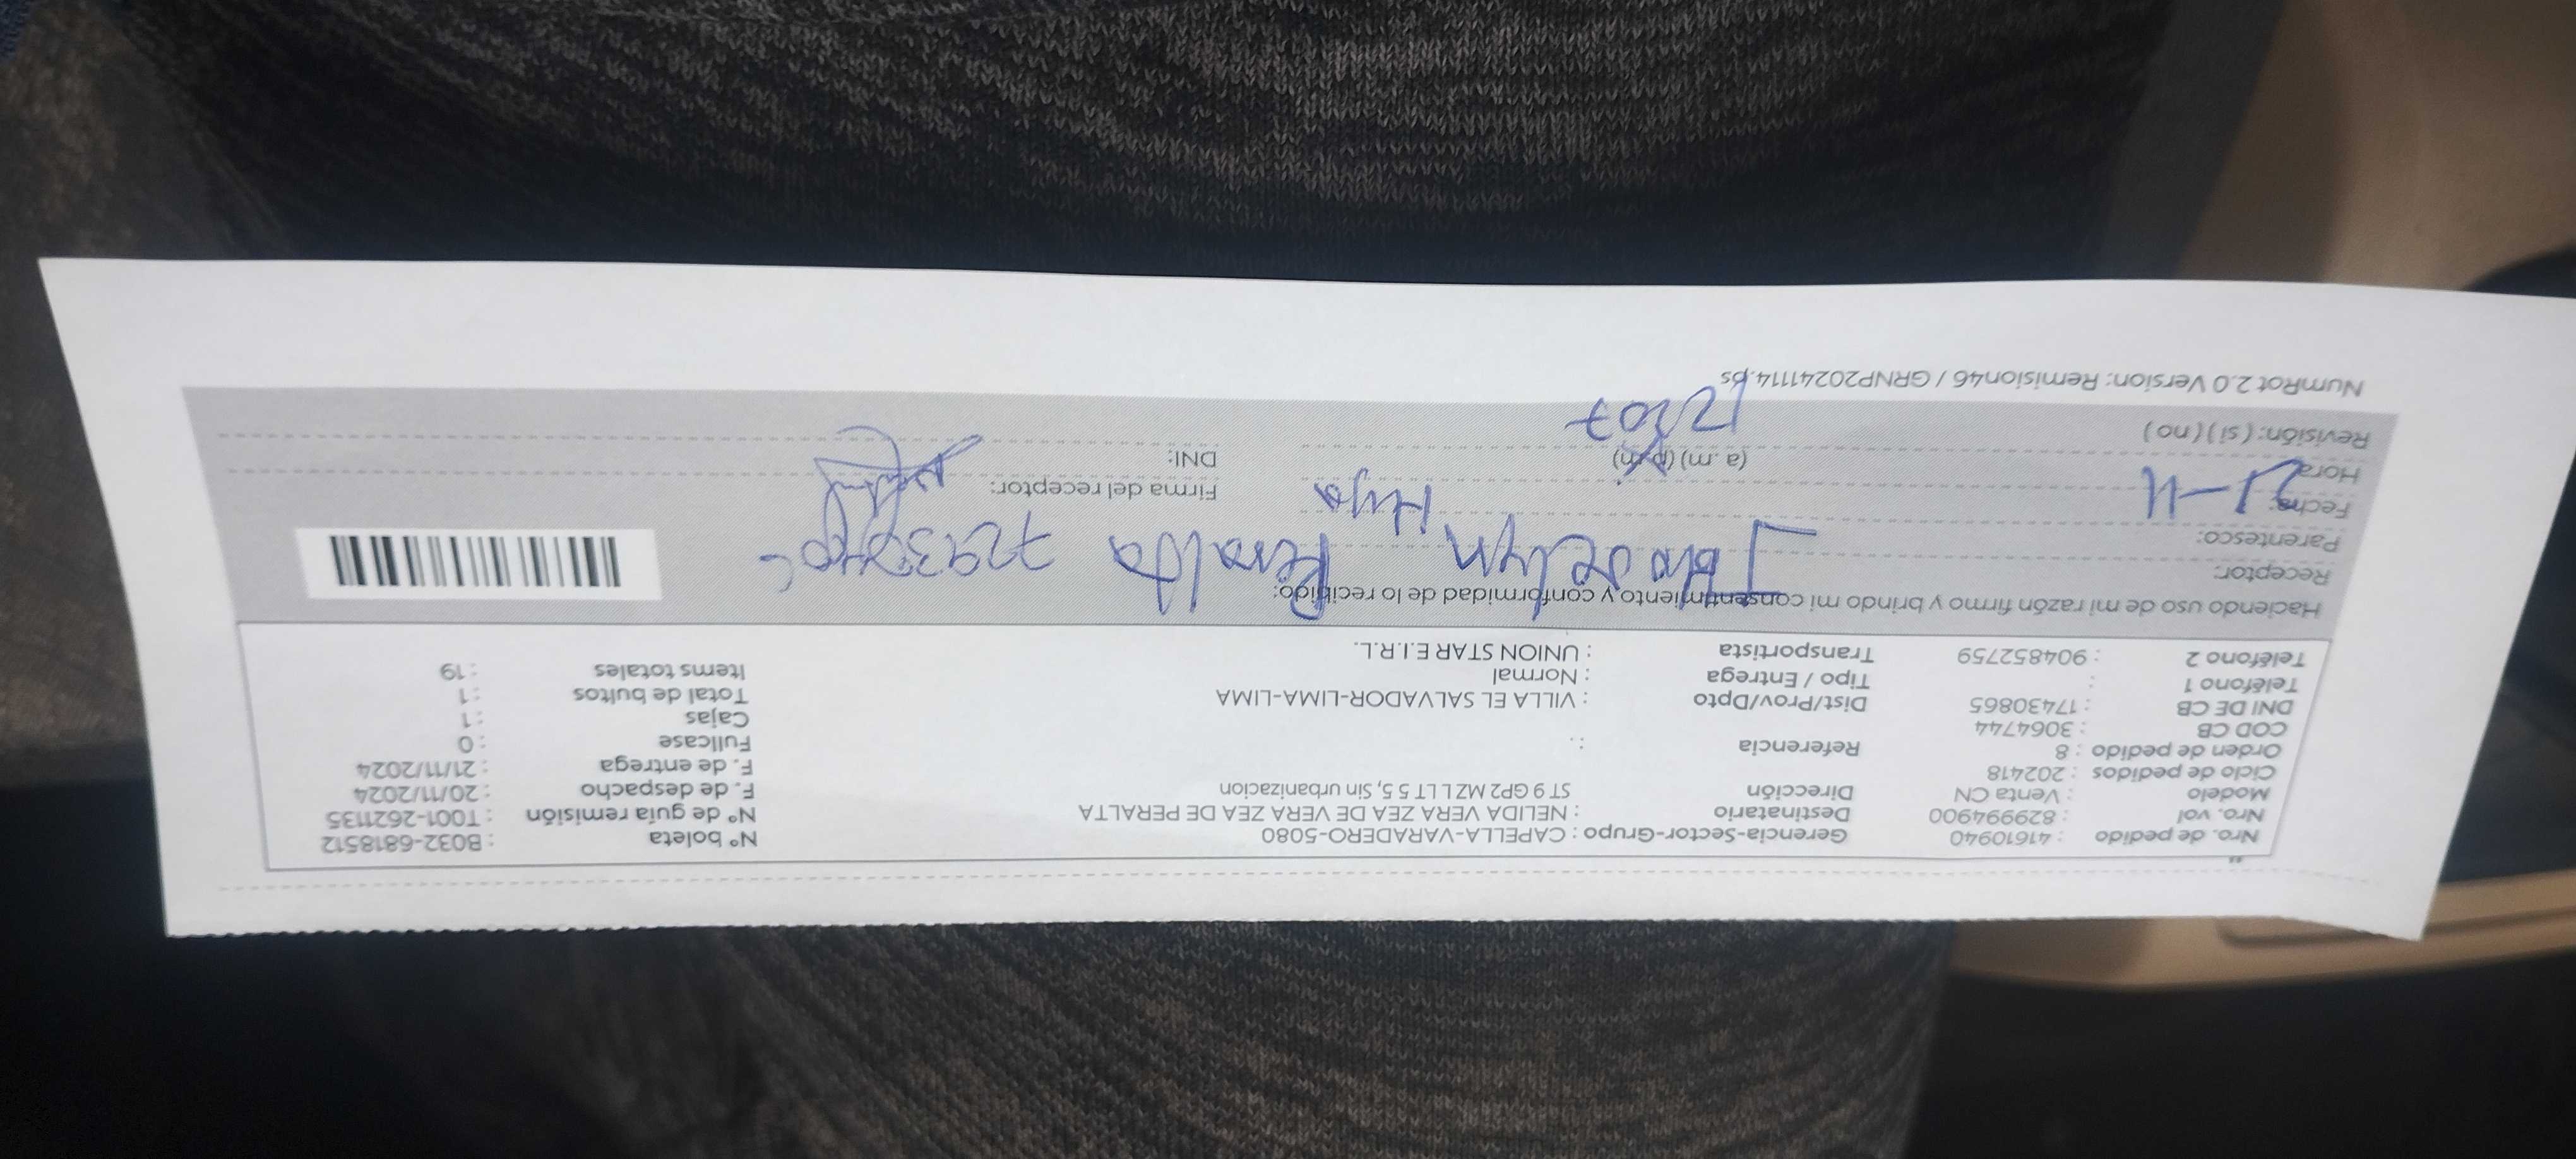 Nro. de pedido : 41610940 Gerencia-Sector-Grupo : CAPELLA-VARADERO-5080 N° boleta : B032-6818512
Nro. vol : 829994900 Destinatario : NELIDA VERA ZEA DE VERA ZEA DE PERALTA N° de guía remisión : T001-2621135
Modelo : Venta CN Dirección ST 9 GP2 MZ L LT 5 5, Sin urbanizacion F. de despacho : 20/11/2024
Ciclo de pedidos : 202418 F. de entrega : 21/11/2024
Orden de pedido : 8 Referencia : . Fullcase : 0
COD CB : 3064744 Cajas : 1
DNI DE CB : 17430865 Dist/Prov/Dpto : VILLA EL SALVADOR-LIMA-LIMA Total de bultos : 1
Teléfono 1 : Tipo / Entrega : Normal Items totales : 19
Teléfono 2 : 904852759 Transportista : UNION STAR E.I.R.L.
Haciendo uso de mi razón firmo y brindo mi consentimiento y conformidad de lo recibido:
Receptor: Peralta
Parentesco: Hija
Fecha: 21-11 Firma del receptor:
Hora (a.m) (p.m) DNI:
Revisión: (si) (no) 12:07
NumRot 2.0 Version: Remision46 / GRNP20241114.ps